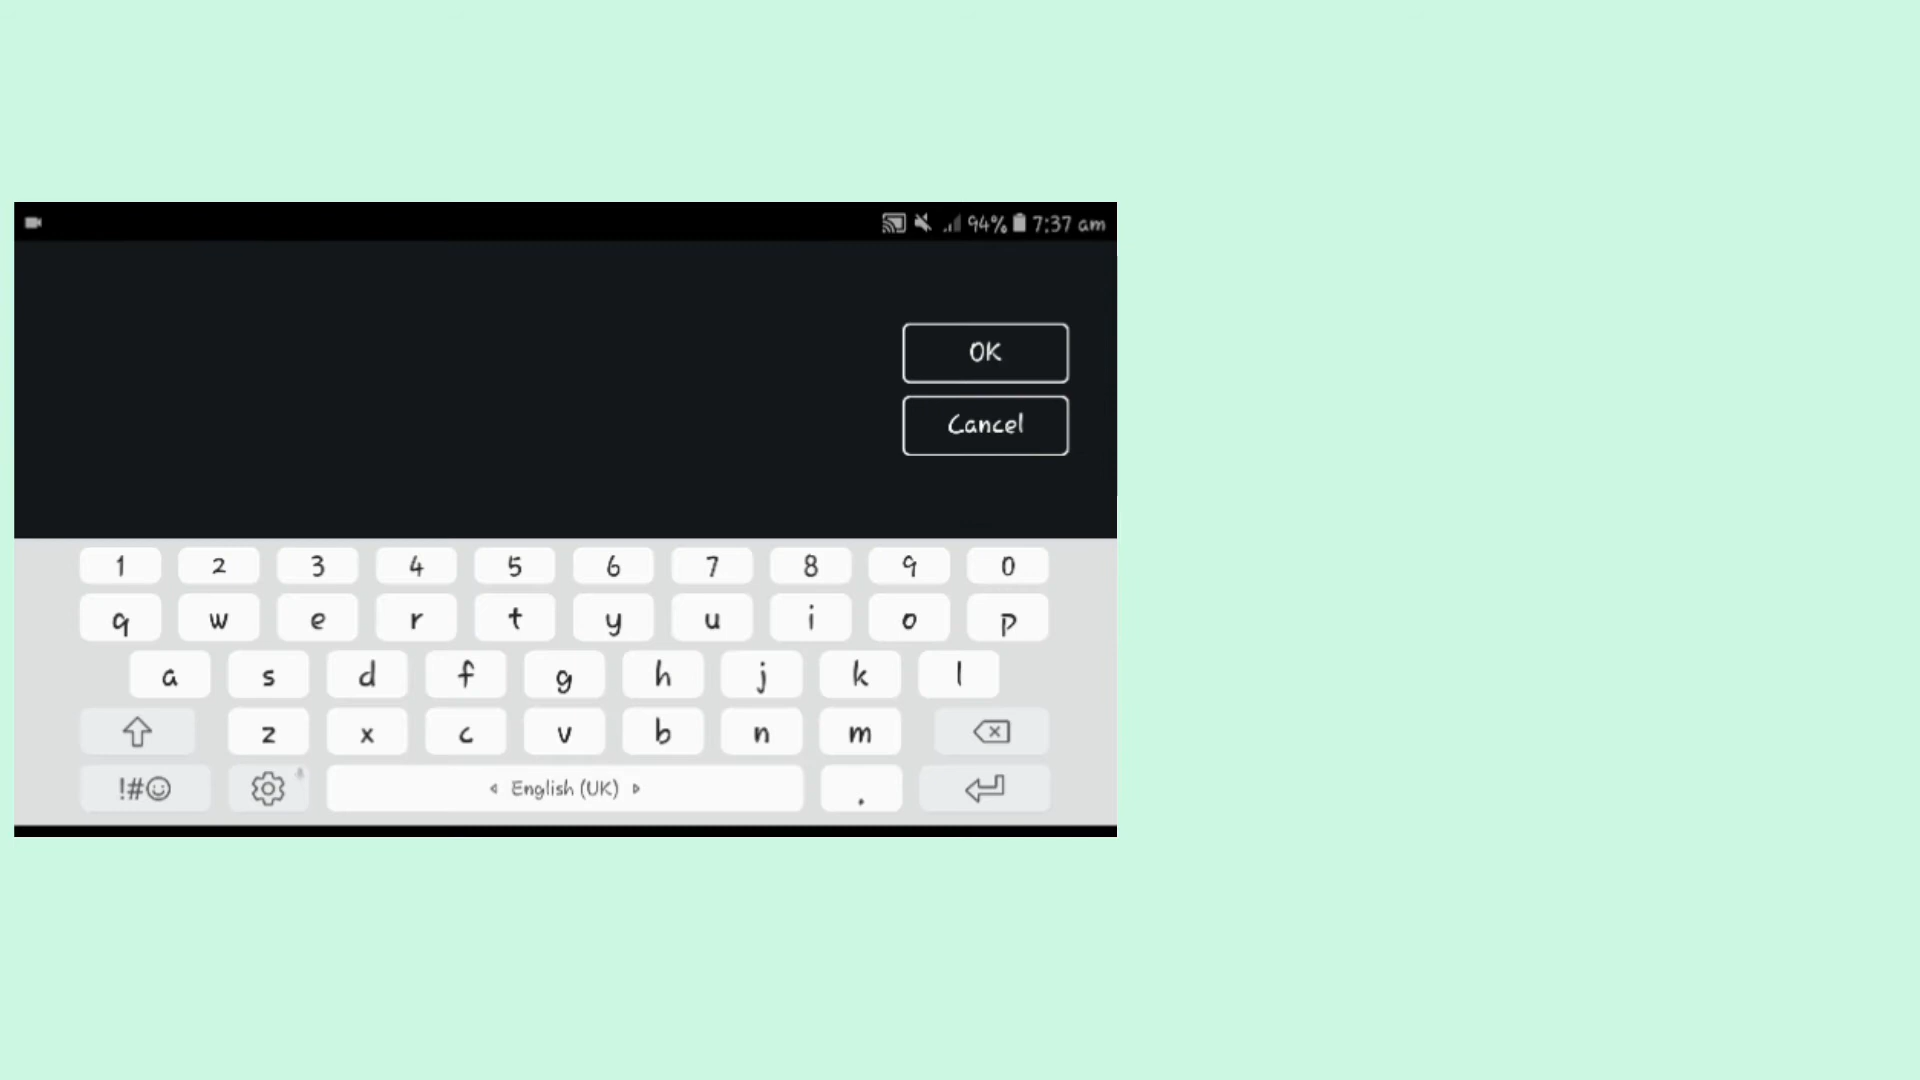 94% 7:37 am
OK
Cancel
1 2 3 4 5 6 7 8 9 0
q w e r t y u i o p
a s d f g h j k l
z x c v b n m
!#☺ English (UK) .